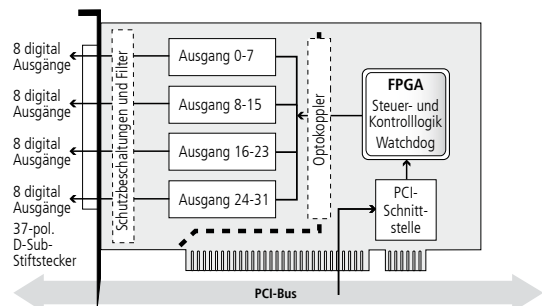 8 digital
Ausgänge
8 digital
Ausgänge
8 digital
Ausgänge
8 digital
Ausgänge
37-pol.
D-Sub-
Stiftstecker
Schutzbeschaltungen und Filter
Ausgang 0-7
Ausgang 8-15
Ausgang 16-23
Ausgang 24-31
Optokoppler
FPGA
Steuer- und
Kontrolllogik
Watchdog
PCI-
Schnitt-
stelle
PCI-Bus